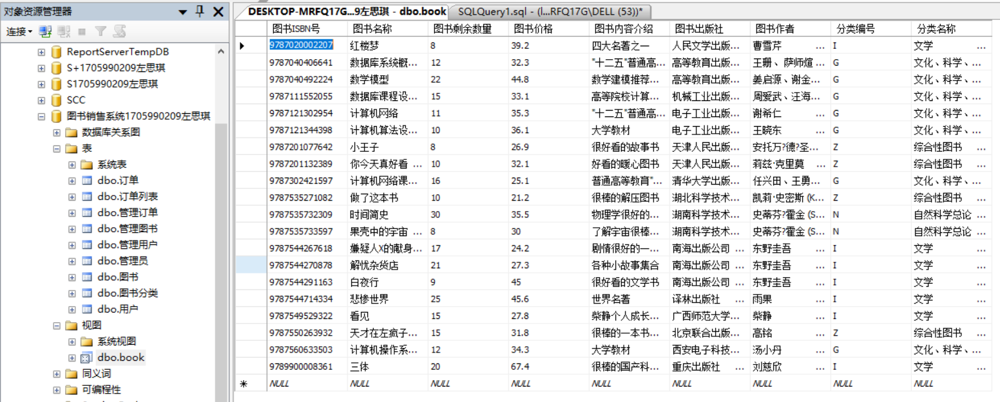 对象资源管理器
连接
ReportServerTempDB
S+1705990209左思琪
S1705990209左思琪
SCC
图书销售系统1705990209左思琪
数据库关系图
表
系统表
dbo.订单
dbo.订单列表
dbo.管理订单
dbo.管理图书
dbo.管理用户
dbo.管理员
dbo.图书
dbo.图书分类
dbo.用户
视图
系统视图
dbo.book
同义词
可编程性
DESKTOP-MRFQ17G...9左思琪 - dbo.book SQLQuery1.sql - (l...RFQ17G\DELL (53))*
图书ISBN号 图书名称 图书剩余数量 图书价格 图书内容介绍 图书出版社 图书作者 分类编号 分类名称
9787020002207 红楼梦 8 39.2 四大名著之一 人民文学出版... 曹雪芹 ... I 文学 ...
9787040406641 数据库系统概... 12 32.3 "十二五"普通高... 高等教育出版... 王珊、萨师煊 ... G 文化、科学、...
9787040492224 数学模型 22 44.8 数学建模推荐... 高等教育出版... 姜启源、谢金... G 文化、科学、...
9787111552055 数据库课程设... 15 33.1 高等院校计算... 机械工业出版... 周爱武、汪海... G 文化、科学、...
9787121302954 计算机网络 11 35.3 "十二五"普通高... 电子工业出版... 谢希仁 ... G 文化、科学、...
9787121344398 计算机算法设... 10 36.1 大学教材 电子工业出版... 王晓东 ... G 文化、科学、...
9787201077642 小王子 8 26.9 很好看的故事书 天津人民出版... 安托万?德?圣... Z 综合性图书 ...
9787201132389 你今天真好看 ... 10 32.1 好看的暖心图书 天津人民出版... 莉兹·克里莫 ... Z 综合性图书 ...
9787302421597 计算机网络课... 16 25.1 普通高等教育"... 清华大学出版... 任兴田、王勇... G 文化、科学、...
9787535271082 做了这本书 10 21.2 很棒的解压图书 湖北科学技术... 凯莉·史密斯 (K... Z 综合性图书 ...
9787535732309 时间简史 30 35.5 物理学很好的... 湖南科学技术... 史蒂芬?霍金 (S... N 自然科学总论 ...
9787535733597 果壳中的宇宙 ... 8 30 了解宇宙很棒... 湖南科学技术... 史蒂芬?霍金 (S... N 自然科学总论 ...
9787544267618 嫌疑人X的献身... 17 24.2 剧情很好的一... 南海出版公司 ... 东野圭吾 ... I 文学 ...
9787544270878 解忧杂货店 21 27.3 各种小故事集合 南海出版公司 ... 东野圭吾 ... I 文学 ...
9787544291163 白夜行 9 45 很好看的文学书 南海出版公司 ... 东野圭吾 ... I 文学 ...
9787544714334 悲惨世界 25 45.6 世界名著 译林出版社 ... 雨果 ... I 文学 ...
9787549529322 看见 15 27.8 柴静个人成长... 广西师范大学... 柴静 ... I 文学 ...
9787550263932 天才在左疯子... 15 31.8 很棒的一本书... 北京联合出版... 高铭 ... Z 综合性图书 ...
9787560633503 计算机操作系... 12 34.3 大学教材 西安电子科技... 汤小丹 ... G 文化、科学、...
9789900008361 三体 20 67.4 很棒的国产科... 重庆出版社 ... 刘慈欣 ... I 文学 ...
NULL NULL NULL NULL NULL NULL NULL NULL NULL